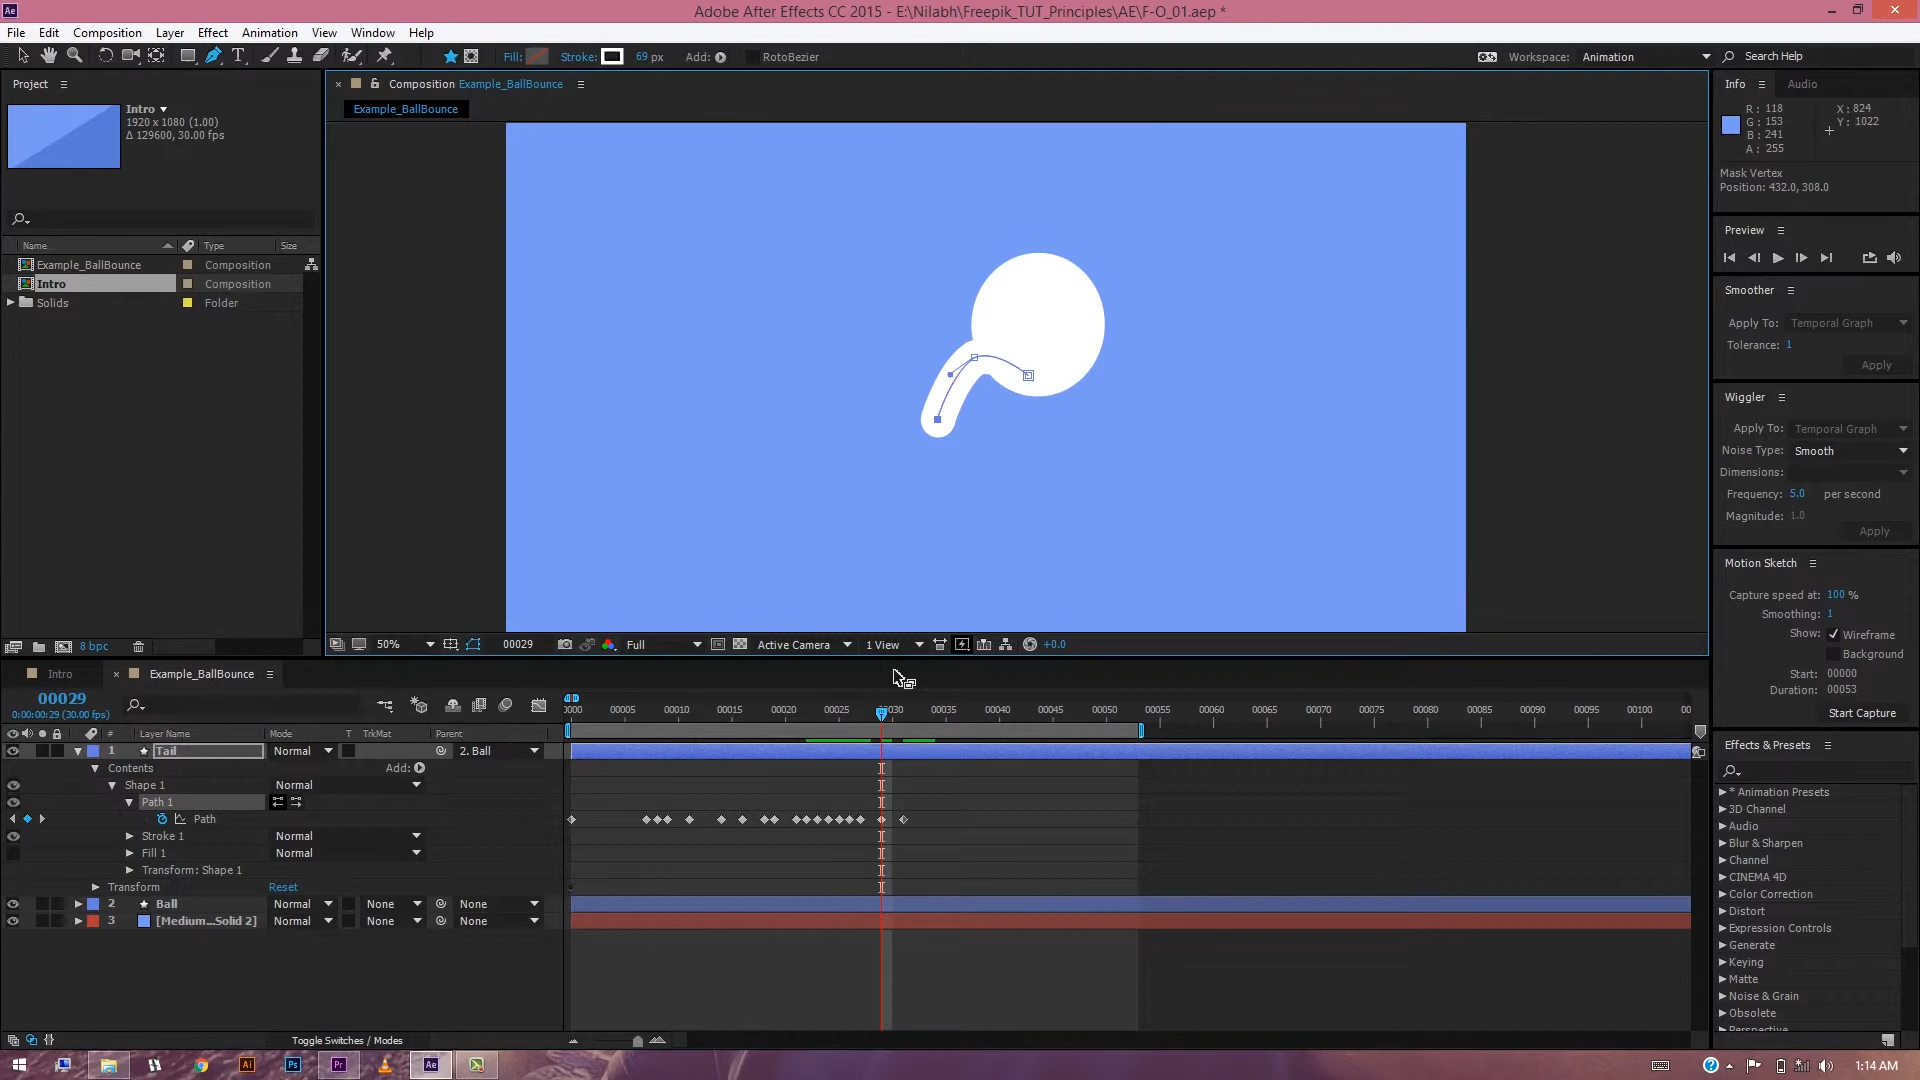 Adobe After Effects CC 2015 - E:\Nilabh\Freepik_TUT_Principles\AE\F-O_01.aep *
File Edit Composition Layer Effect Animation View Window Help
Fill: Stroke: 69 px Add: RotoBezier Workspace: Animation Search Help
Project
Intro
1920 x 1080 (1.00)
Δ 129600, 30.00 fps
Name Type Size
Example_BallBounce Composition
Intro Composition
Solids Folder
8 bpc
Composition Example_BallBounce
Example_BallBounce
50% 00029 Full Active Camera 1 View +0.0
Info Audio
R: 118 X: 824
G: 153 Y: 1022
B: 241
A: 255
Mask Vertex
Position: 432.0, 308.0
Preview
Smoother
Apply To: Temporal Graph
Tolerance: 1
Apply
Wiggler
Apply To: Temporal Graph
Noise Type: Smooth
Dimensions:
Frequency: 5.0 per second
Magnitude: 1.0
Apply
Motion Sketch
Capture speed at: 100 %
Smoothing: 1
Show: Wireframe
Background
Start: 00000
Duration: 00053
Start Capture
Effects & Presets
* Animation Presets
3D Channel
Audio
Blur & Sharpen
Channel
CINEMA 4D
Color Correction
Distort
Expression Controls
Generate
Keying
Matte
Noise & Grain
Obsolete
Perspective
Intro Example_BallBounce
00029
0:00:00:29 (30.00 fps)
0000 00005 00010 00015 00020 00025 00030 00035 00040 00045 00050 00055 00060 00065 00070 00075 00080 00085 00090 00095 00100 00
# Layer Name Mode T TrkMat Parent
1 Tail Normal 2. Ball
Contents Add:
Shape 1 Normal
Path 1
Path
Stroke 1 Normal
Fill 1 Normal
Transform: Shape 1
Transform Reset
2 Ball Normal None None
3 [Medium...Solid 2] Normal None None
Toggle Switches / Modes
1:14 AM